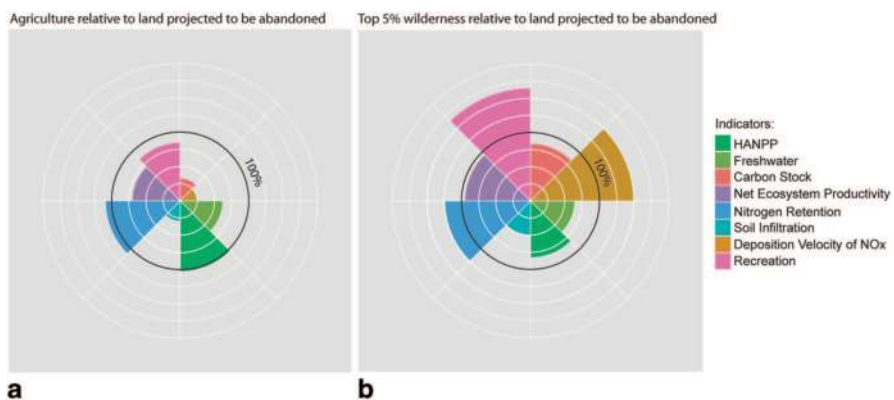 Agriculture relative to land projected to be abandoned
Top 5% wilderness relative to land projected to be abandoned
100%
100%
Indicators:
HANPP
Freshwater
Carbon Stock
Net Ecosystem Productivity
Nitrogen Retention
Soil Infiltration
Deposition Velocity of NOx
Recreation
a
b